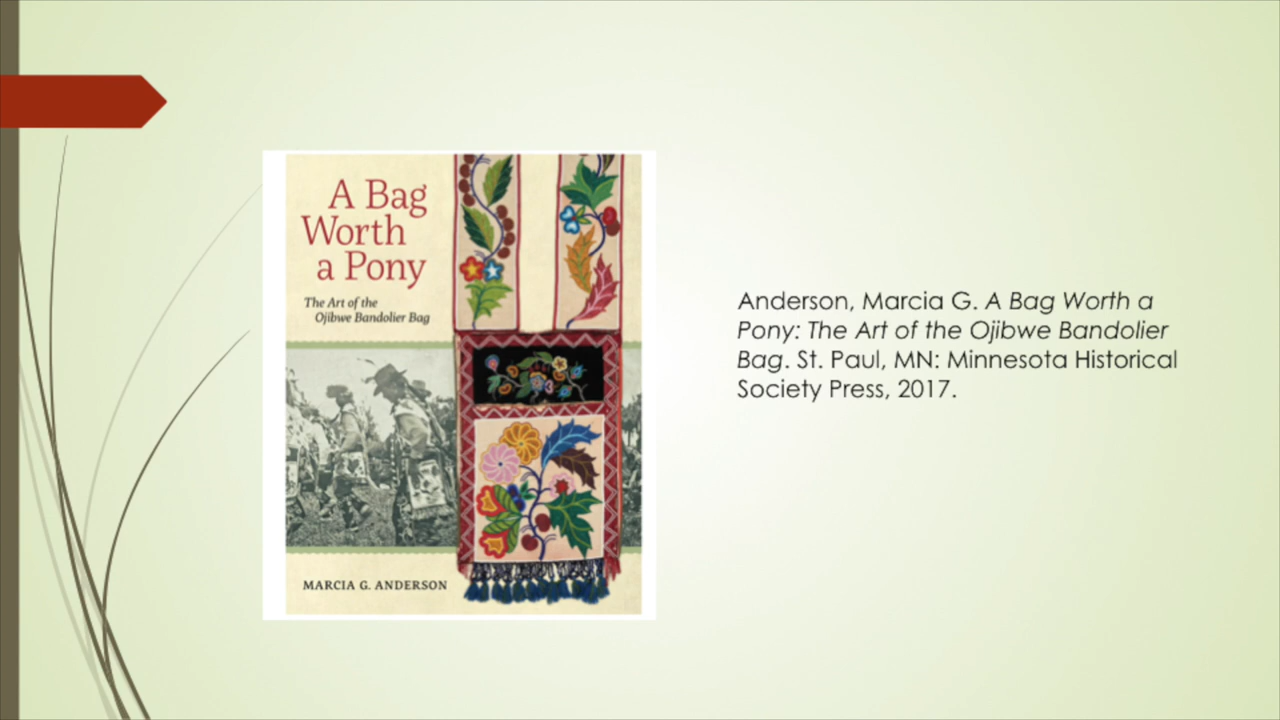 A Bag
Worth
a Pony
The Art of the
Ojibwe Bandolier Bag
MARCIA G. ANDERSON
Anderson, Marcia G. A Bag Worth a
Pony: The Art of the Ojibwe Bandolier
Bag. St. Paul, MN: Minnesota Historical
Society Press, 2017.